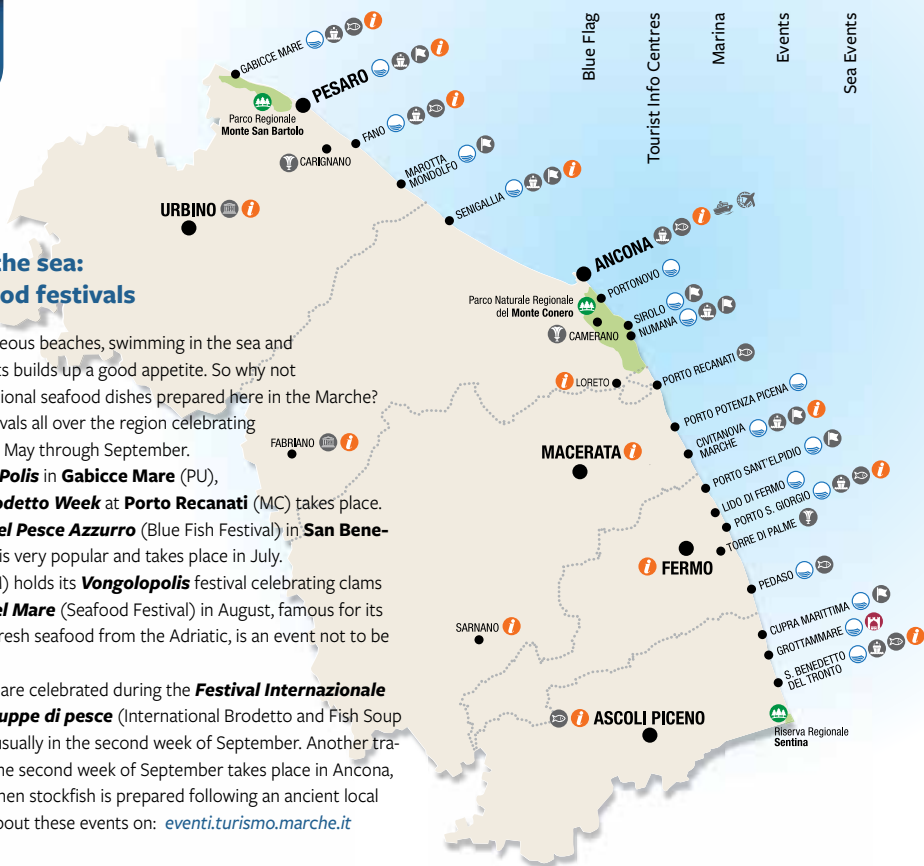 Blue Flag
Tourist Info Centres
Marina
Events
Sea Events
GABICCE MARE
PESARO
Parco Regionale
Monte San Bartolo
FANO
CARIGNANO
MAROTTA
MONDOLFO
SENIGALLIA
URBINO
ANCONA
PORTONOVO
Parco Naturale Regionale
del Monte Conero
SIROLO
NUMANA
CAMERANO
LORETO
PORTO RECANATI
PORTO POTENZA PICENA
CIVITANOVA
MARCHE
FABRIANO
MACERATA
PORTO SANT'ELPIDIO
LIDO DI FERMO
PORTO S. GIORGIO
TORRE DI PALME
FERMO
PEDASO
SARNANO
CUPRA MARITTIMA
GROTTAMMARE
S. BENEDETTO
DEL TRONTO
ASCOLI PICENO
Riserva Regionale
Sentina
the sea:
od festivals
eous beaches, swimming in the sea and
ts builds up a good appetite. So why not
ional seafood dishes prepared here in the Marche?
vals all over the region celebrating
May through September.
Polis in Gabicce Mare (PU),
odetto Week at Porto Recanati (MC) takes place.
el Pesce Azzurro (Blue Fish Festival) in San Bene-
is very popular and takes place in July.
) holds its Vongolopolis festival celebrating clams
el Mare (Seafood Festival) in August, famous for its
resh seafood from the Adriatic, is an event not to be
are celebrated during the Festival Internazionale
uppe di pesce (International Brodetto and Fish Soup
usually in the second week of September. Another tra-
he second week of September takes place in Ancona,
hen stockfish is prepared following an ancient local
bout these events on: eventi.turismo.marche.it